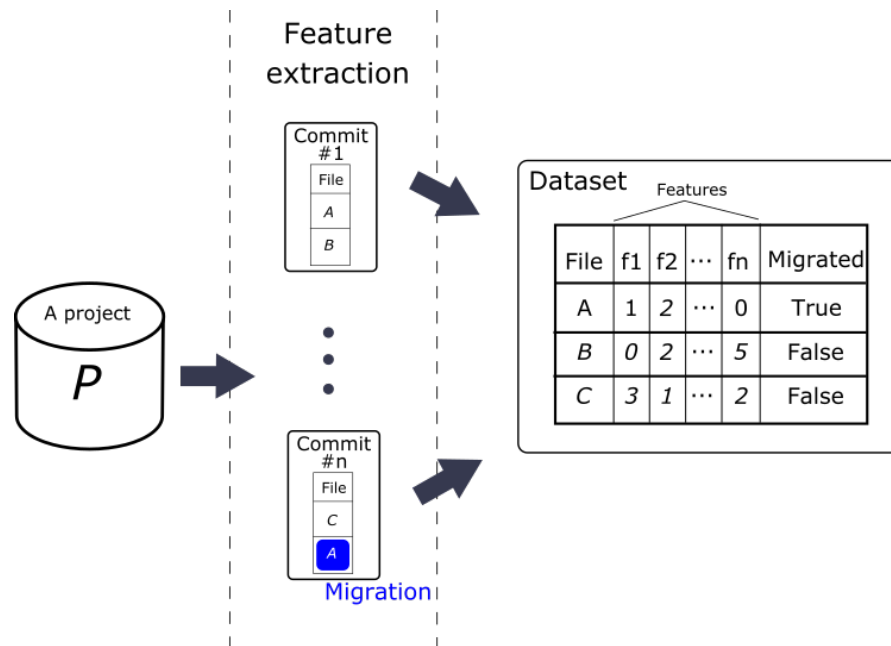 Feature
extraction
Commit
#1
File
A
B
A project
P
Commit
#n
File
C
A
Migration
Dataset
Features
File f1 f2 ... fn Migrated
A 1 2 ... 0 True
B 0 2 ... 5 False
C 3 1 ... 2 False